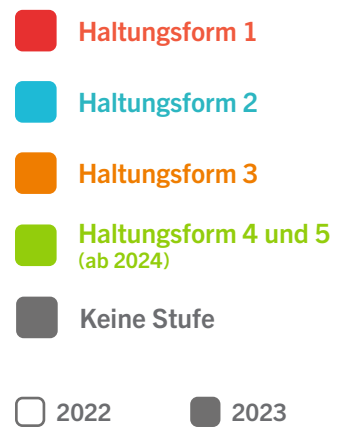 Haltungsform 1
Haltungsform 2
Haltungsform 3
Haltungsform 4 und 5
(ab 2024)
Keine Stufe
2022 2023